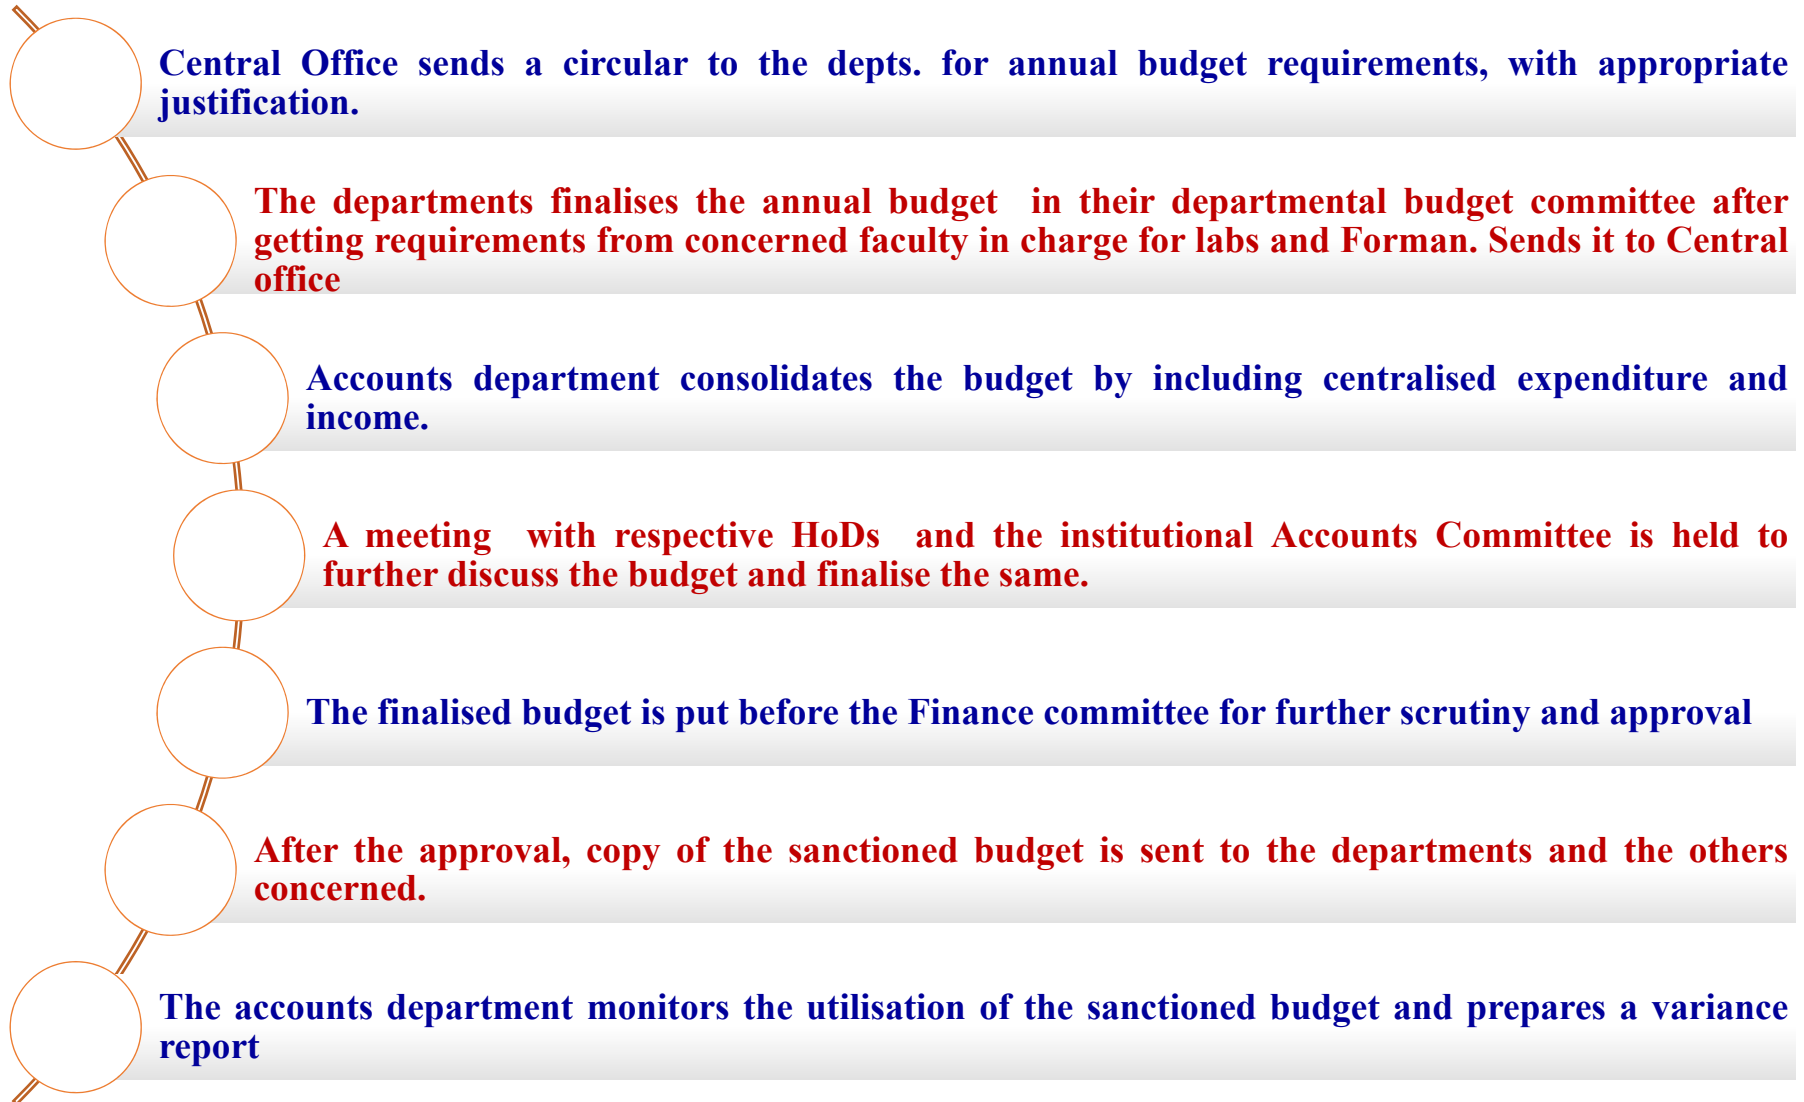 Central Office sends a circular to the depts. for annual budget requirements, with appropriate
justification.
The departments finalises the annual budget in their departmental budget committee after
getting requirements from concerned faculty in charge for labs and Forman. Sends it to Central
office
Accounts department consolidates the budget by including centralised expenditure and
income.
A meeting with respective HoDs and the institutional Accounts Committee is held to
further discuss the budget and finalise the same.
The finalised budget is put before the Finance committee for further scrutiny and approval
After the approval, copy of the sanctioned budget is sent to the departments and the others
concerned.
The accounts department monitors the utilisation of the sanctioned budget and prepares a variance
report